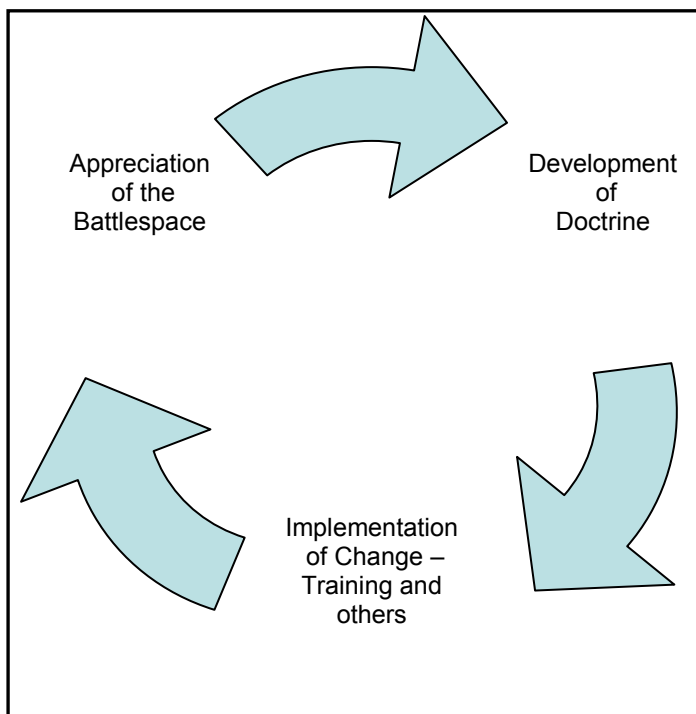 Appreciation
of the
Battlespace
Development
of
Doctrine
Implementation
of Change –
Training and
others